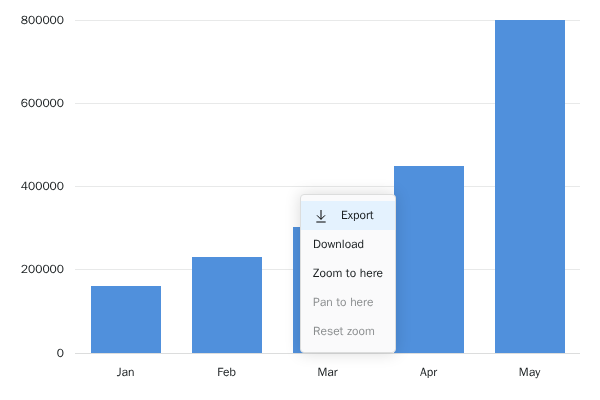 800000
600000
400000
200000
0
Export
Download
Zoom to here
Pan to here
Reset zoom
Jan Feb Mar Apr May